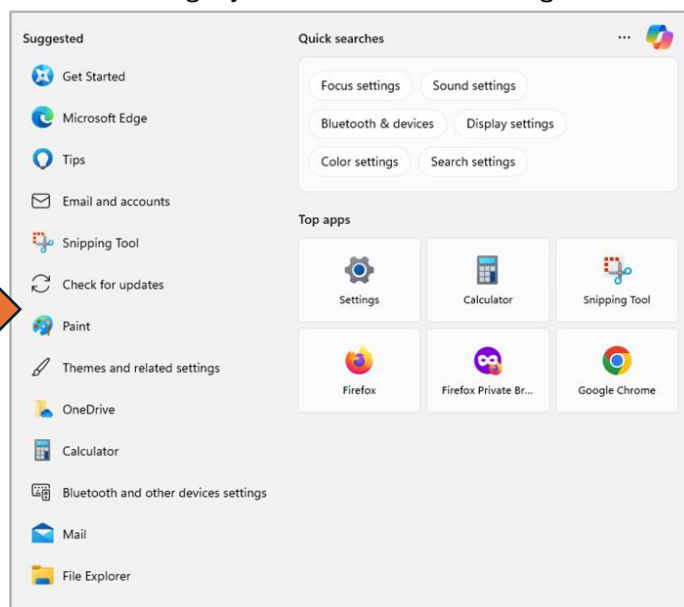 Suggested
Get Started
Microsoft Edge
Tips
Email and accounts
Snipping Tool
Check for updates
Paint
Themes and related settings
OneDrive
Calculator
Bluetooth and other devices settings
Mail
File Explorer
Quick searches
Focus settings
Sound settings
Bluetooth & devices
Display settings
Color settings
Search settings
Top apps
Settings
Calculator
Snipping Tool
Firefox
Firefox Private Br...
Google Chrome